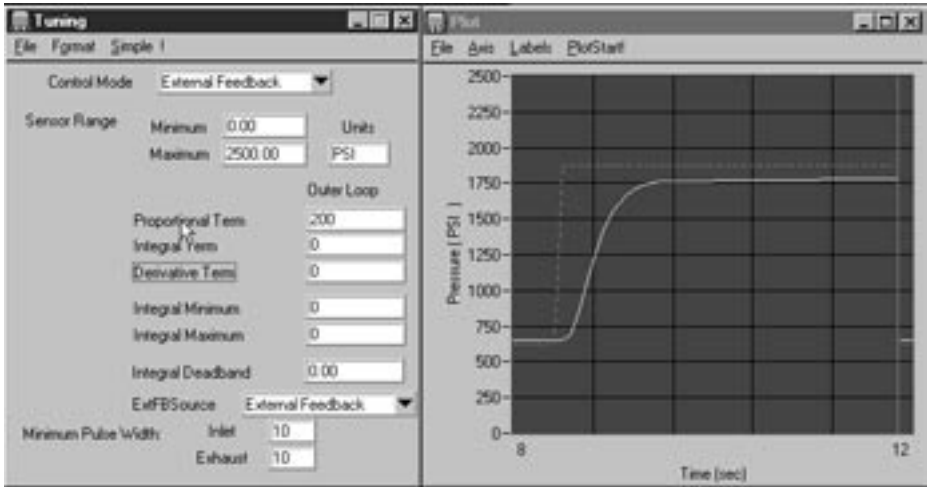 Tuning
File Format Simple !
Control Mode External Feedback
Sensor Range Minimum 0.00 Units
Maximum 2500.00 PSI
Outer Loop
Proportional Term 200
Integral Term 0
Derivative Term 0
Integral Minimum 0
Integral Maximum 0
Integral Deadband 0.00
ExtFBSource External Feedback
Minimum Pulse Width: Inlet 10
Exhaust 10
Plot
File Axis Labels PlotStart!
2500
2250
2000
1750
1500
1250
1000
750
500
250
0
Pressure [ PSI ]
8 12
Time (sec)